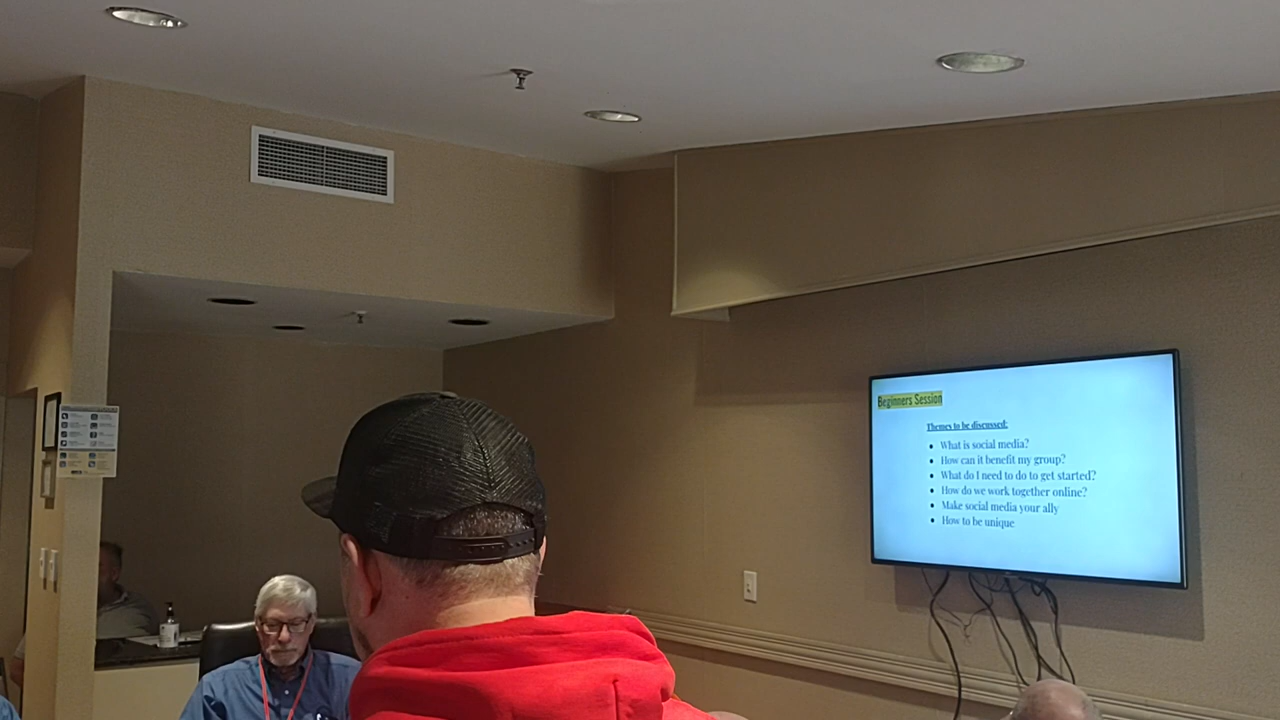 Beginners Session
Themes to be discussed:
What is social media?
How can it benefit my group?
What do I need to do to get started?
How do we work together online?
Make social media your ally
How to be unique